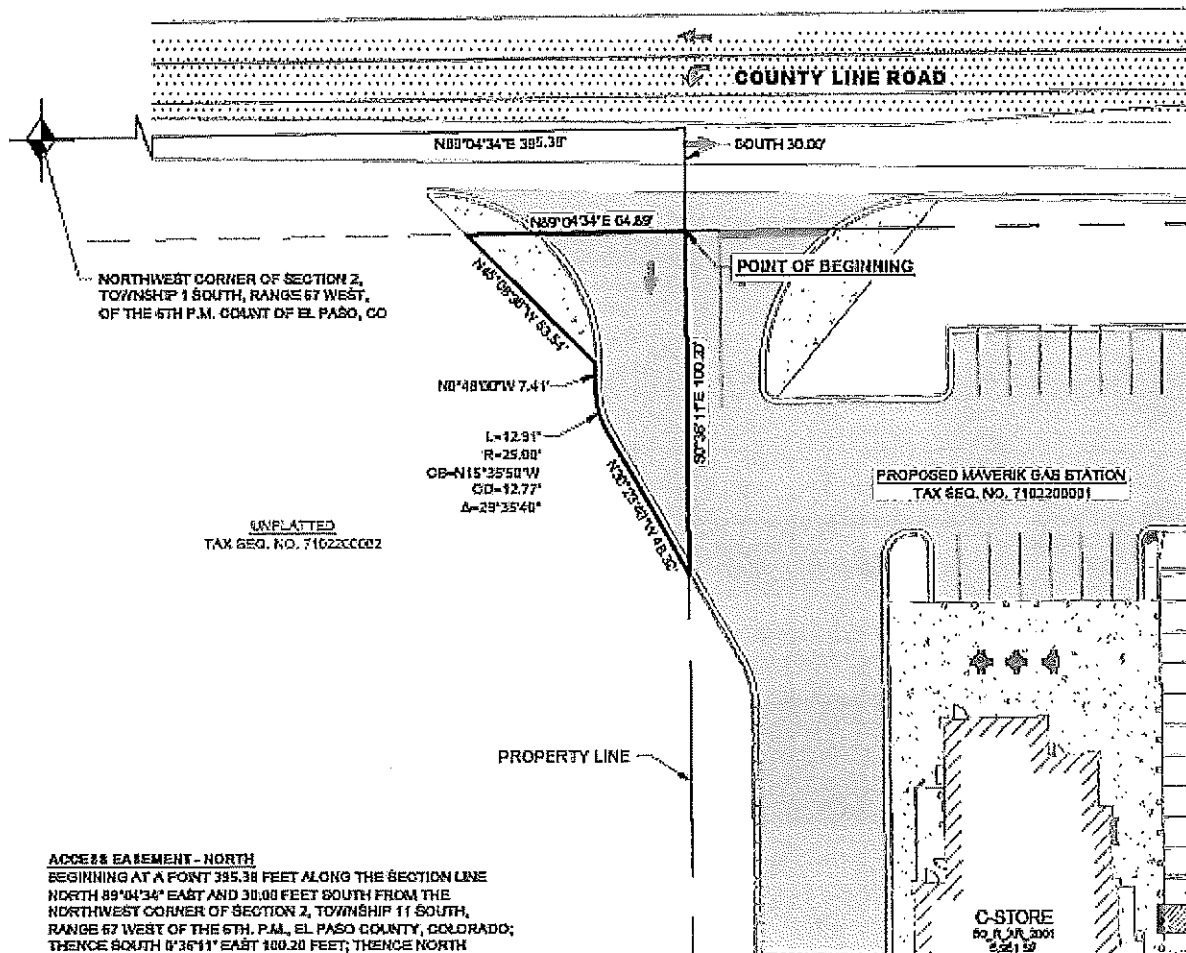 COUNTY LINE ROAD
N89°04'34"E 395.38'
SOUTH 30.00'
N89°04'34"E 64.89'
POINT OF BEGINNING
NORTHWEST CORNER OF SECTION 2,
TOWNSHIP 1 SOUTH, RANGE 67 WEST,
OF THE 6TH P.M. COUNT OF EL PASO, CO
N45°08'30"W 53.54'
N0°48'00"W 7.41'
S0°36'11"E 100.20'
L=12.91'
R=25.00'
CB=N15°35'50"W
CD=12.77'
Δ=29°35'40"
N30°23'40"W 48.30'
PROPOSED MAVERIK GAS STATION
TAX SEQ. NO. 7102200001
UNPLATTED
TAX SEQ. NO. 7102200002
PROPERTY LINE
ACCESS EASEMENT - NORTH
BEGINNING AT A POINT 395.38 FEET ALONG THE SECTION LINE
NORTH 89°04'34" EAST AND 30.00 FEET SOUTH FROM THE
NORTHWEST CORNER OF SECTION 2, TOWNSHIP 11 SOUTH,
RANGE 67 WEST OF THE 6TH. P.M., EL PASO COUNTY, COLORADO;
THENCE SOUTH 0°36'11" EAST 100.20 FEET; THENCE NORTH
C-STORE